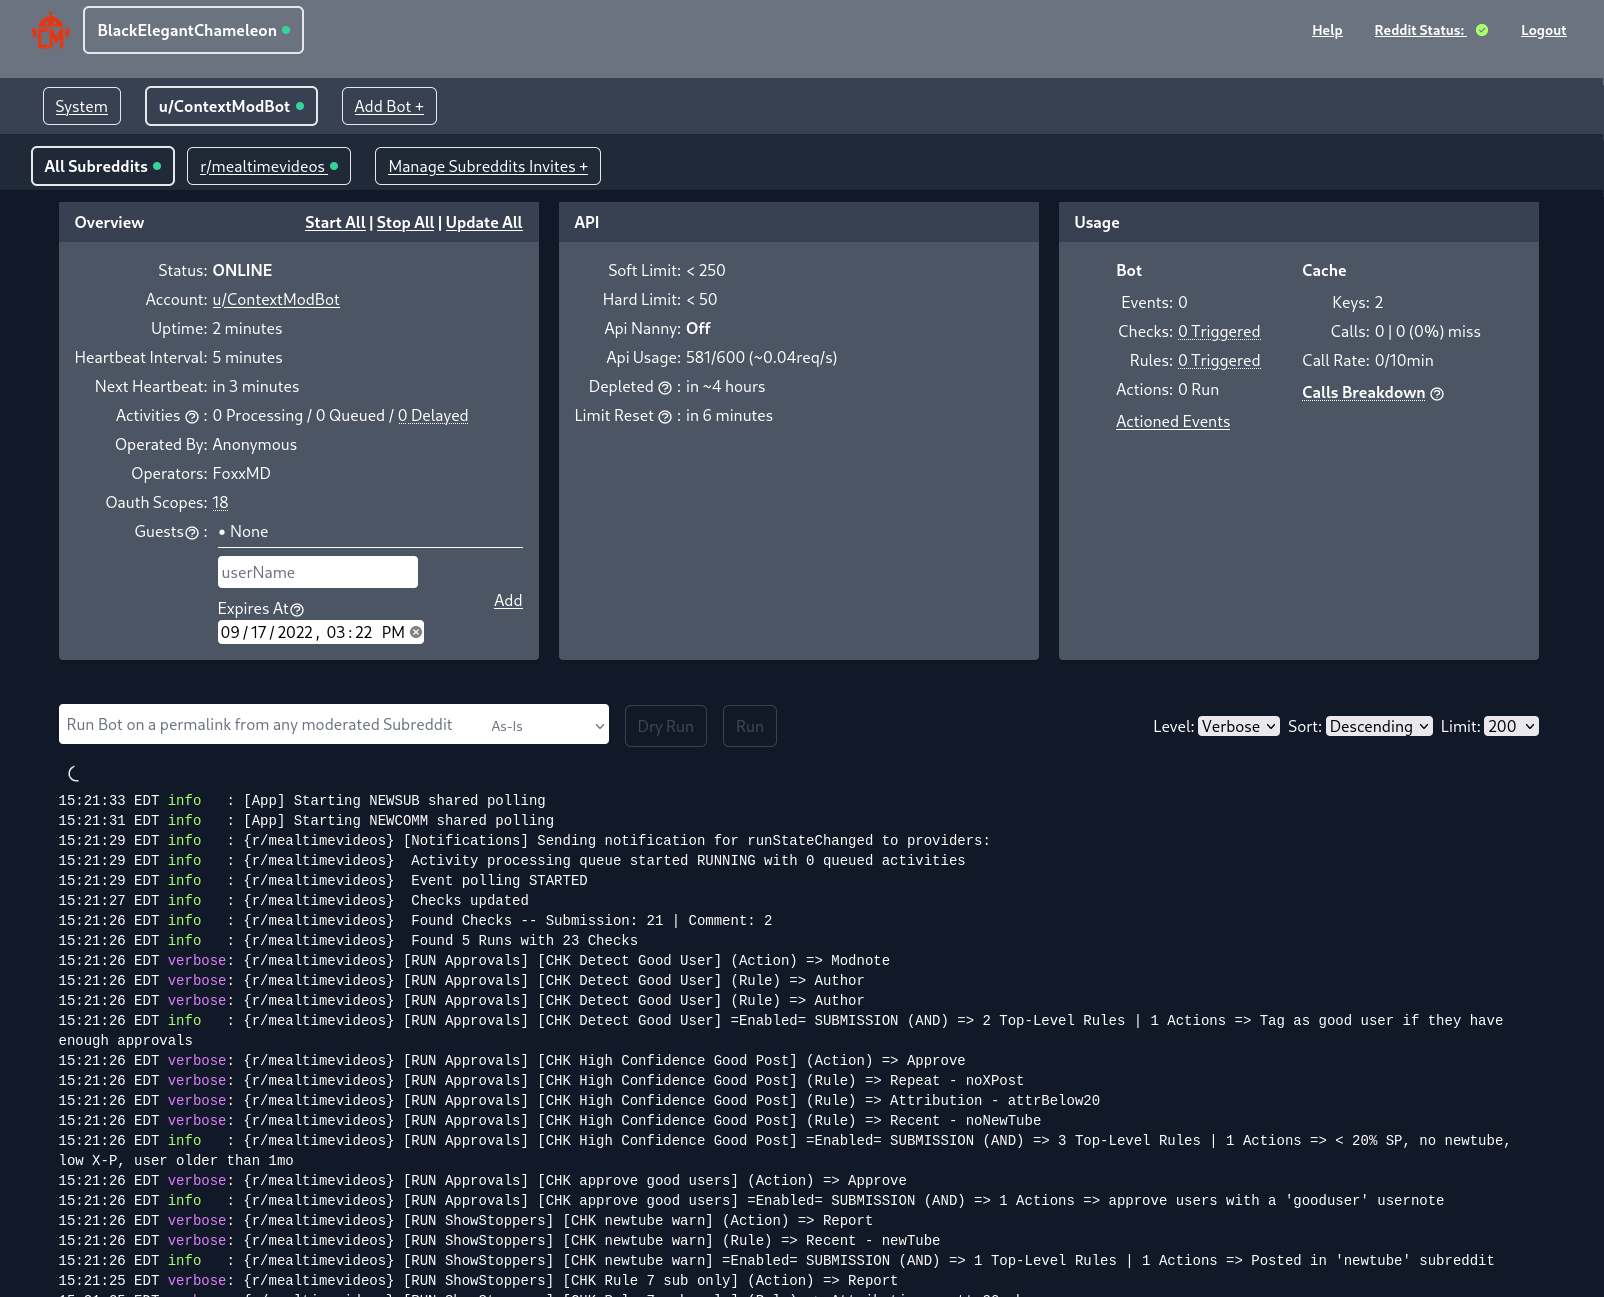 CM BlackElegantChameleon Help Reddit Status: Logout
System u/ContextModBot Add Bot +
All Subreddits r/mealtimevideos Manage Subreddits Invites +
Overview Start All | Stop All | Update All
Status: ONLINE
Account: u/ContextModBot
Uptime: 2 minutes
Heartbeat Interval: 5 minutes
Next Heartbeat: in 3 minutes
Activities ? : 0 Processing / 0 Queued / 0 Delayed
Operated By: Anonymous
Operators: FoxxMD
Oauth Scopes: 18
Guests ? : • None
userName
Expires At ?
Add
09/17/2022, 03:22 PM
API
Soft Limit: < 250
Hard Limit: < 50
Api Nanny: Off
Api Usage: 581/600 (~0.04req/s)
Depleted ? : in ~4 hours
Limit Reset ? : in 6 minutes
Usage
Bot
Events: 0
Checks: 0 Triggered
Rules: 0 Triggered
Actions: 0 Run
Actioned Events
Cache
Keys: 2
Calls: 0 | 0 (0%) miss
Call Rate: 0/10min
Calls Breakdown ?
Run Bot on a permalink from any moderated Subreddit As-Is Dry Run Run Level: Verbose Sort: Descending Limit: 200
15:21:33 EDT info   : [App] Starting NEWSUB shared polling
15:21:31 EDT info   : [App] Starting NEWCOMM shared polling
15:21:29 EDT info   : {r/mealtimevideos} [Notifications] Sending notification for runStateChanged to providers:
15:21:29 EDT info   : {r/mealtimevideos}  Activity processing queue started RUNNING with 0 queued activities
15:21:29 EDT info   : {r/mealtimevideos}  Event polling STARTED
15:21:27 EDT info   : {r/mealtimevideos}  Checks updated
15:21:26 EDT info   : {r/mealtimevideos}  Found Checks -- Submission: 21 | Comment: 2
15:21:26 EDT info   : {r/mealtimevideos}  Found 5 Runs with 23 Checks
15:21:26 EDT verbose: {r/mealtimevideos} [RUN Approvals] [CHK Detect Good User] (Action) => Modnote
15:21:26 EDT verbose: {r/mealtimevideos} [RUN Approvals] [CHK Detect Good User] (Rule) => Author
15:21:26 EDT verbose: {r/mealtimevideos} [RUN Approvals] [CHK Detect Good User] (Rule) => Author
15:21:26 EDT info   : {r/mealtimevideos} [RUN Approvals] [CHK Detect Good User] =Enabled= SUBMISSION (AND) => 2 Top-Level Rules | 1 Actions => Tag as good user if they have
enough approvals
15:21:26 EDT verbose: {r/mealtimevideos} [RUN Approvals] [CHK High Confidence Good Post] (Action) => Approve
15:21:26 EDT verbose: {r/mealtimevideos} [RUN Approvals] [CHK High Confidence Good Post] (Rule) => Repeat - noXPost
15:21:26 EDT verbose: {r/mealtimevideos} [RUN Approvals] [CHK High Confidence Good Post] (Rule) => Attribution - attrBelow20
15:21:26 EDT verbose: {r/mealtimevideos} [RUN Approvals] [CHK High Confidence Good Post] (Rule) => Recent - noNewTube
15:21:26 EDT info   : {r/mealtimevideos} [RUN Approvals] [CHK High Confidence Good Post] =Enabled= SUBMISSION (AND) => 3 Top-Level Rules | 1 Actions => < 20% SP, no newtube,
low X-P, user older than 1mo
15:21:26 EDT verbose: {r/mealtimevideos} [RUN Approvals] [CHK approve good users] (Action) => Approve
15:21:26 EDT info   : {r/mealtimevideos} [RUN Approvals] [CHK approve good users] =Enabled= SUBMISSION (AND) => 1 Actions => approve users with a 'gooduser' usernote
15:21:26 EDT verbose: {r/mealtimevideos} [RUN ShowStoppers] [CHK newtube warn] (Action) => Report
15:21:26 EDT verbose: {r/mealtimevideos} [RUN ShowStoppers] [CHK newtube warn] (Rule) => Recent - newTube
15:21:26 EDT info   : {r/mealtimevideos} [RUN ShowStoppers] [CHK newtube warn] =Enabled= SUBMISSION (AND) => 1 Top-Level Rules | 1 Actions => Posted in 'newtube' subreddit
15:21:25 EDT verbose: {r/mealtimevideos} [RUN ShowStoppers] [CHK Rule 7 sub only] (Action) => Report